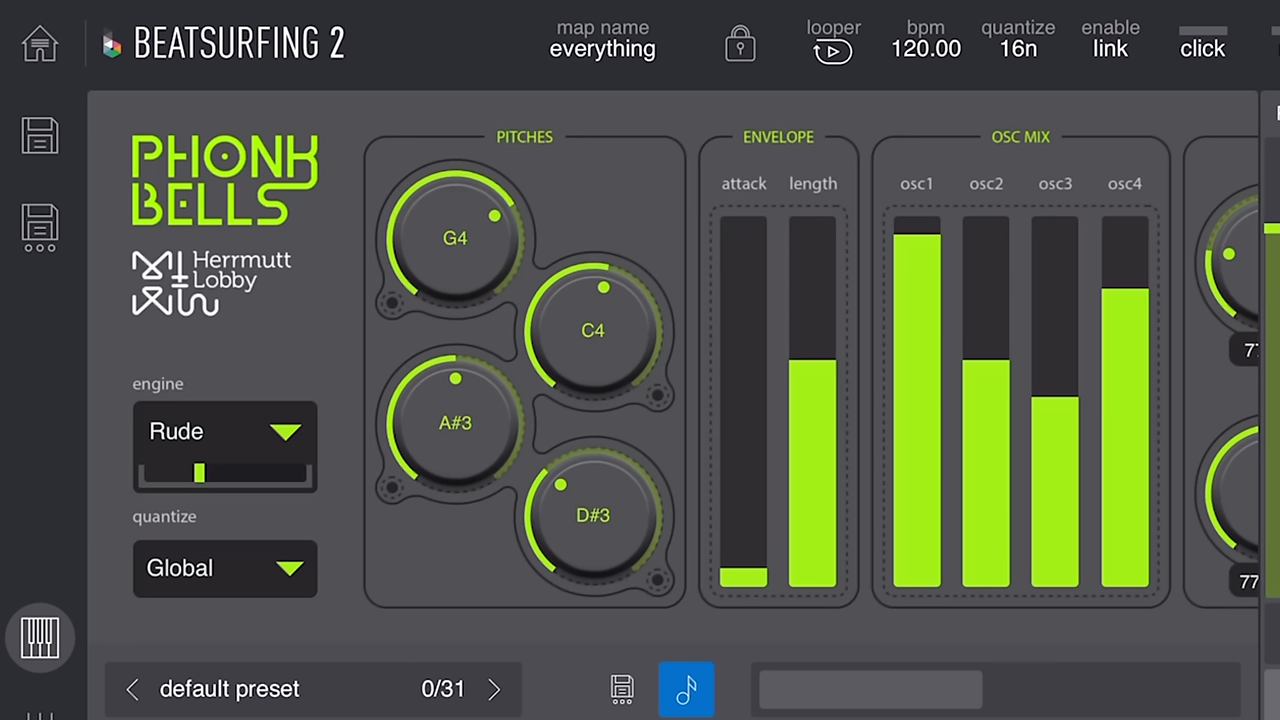 BEATSURFING 2
map name
everything
looper
bpm
120.00
quantize
16n
enable
link
click
PHONK
BELLS
Herrmutt
Lobby
engine
Rude
quantize
Global
PITCHES
G4
C4
A#3
D#3
ENVELOPE
attack length
OSC MIX
osc1 osc2 osc3 osc4
77
default preset 0/31